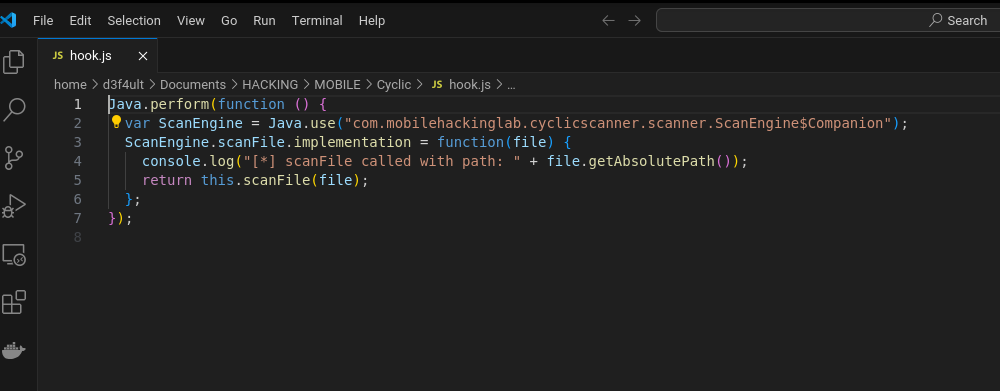 File Edit Selection View Go Run Terminal Help Search
JS hook.js
home > d3f4ult > Documents > HACKING > MOBILE > Cyclic > JS hook.js > ...
1 Java.perform(function () {
2 var ScanEngine = Java.use("com.mobilehackinglab.cyclicscanner.scanner.ScanEngine$Companion");
3 ScanEngine.scanFile.implementation = function(file) {
4 console.log("[*] scanFile called with path: " + file.getAbsolutePath());
5 return this.scanFile(file);
6 };
7 });
8